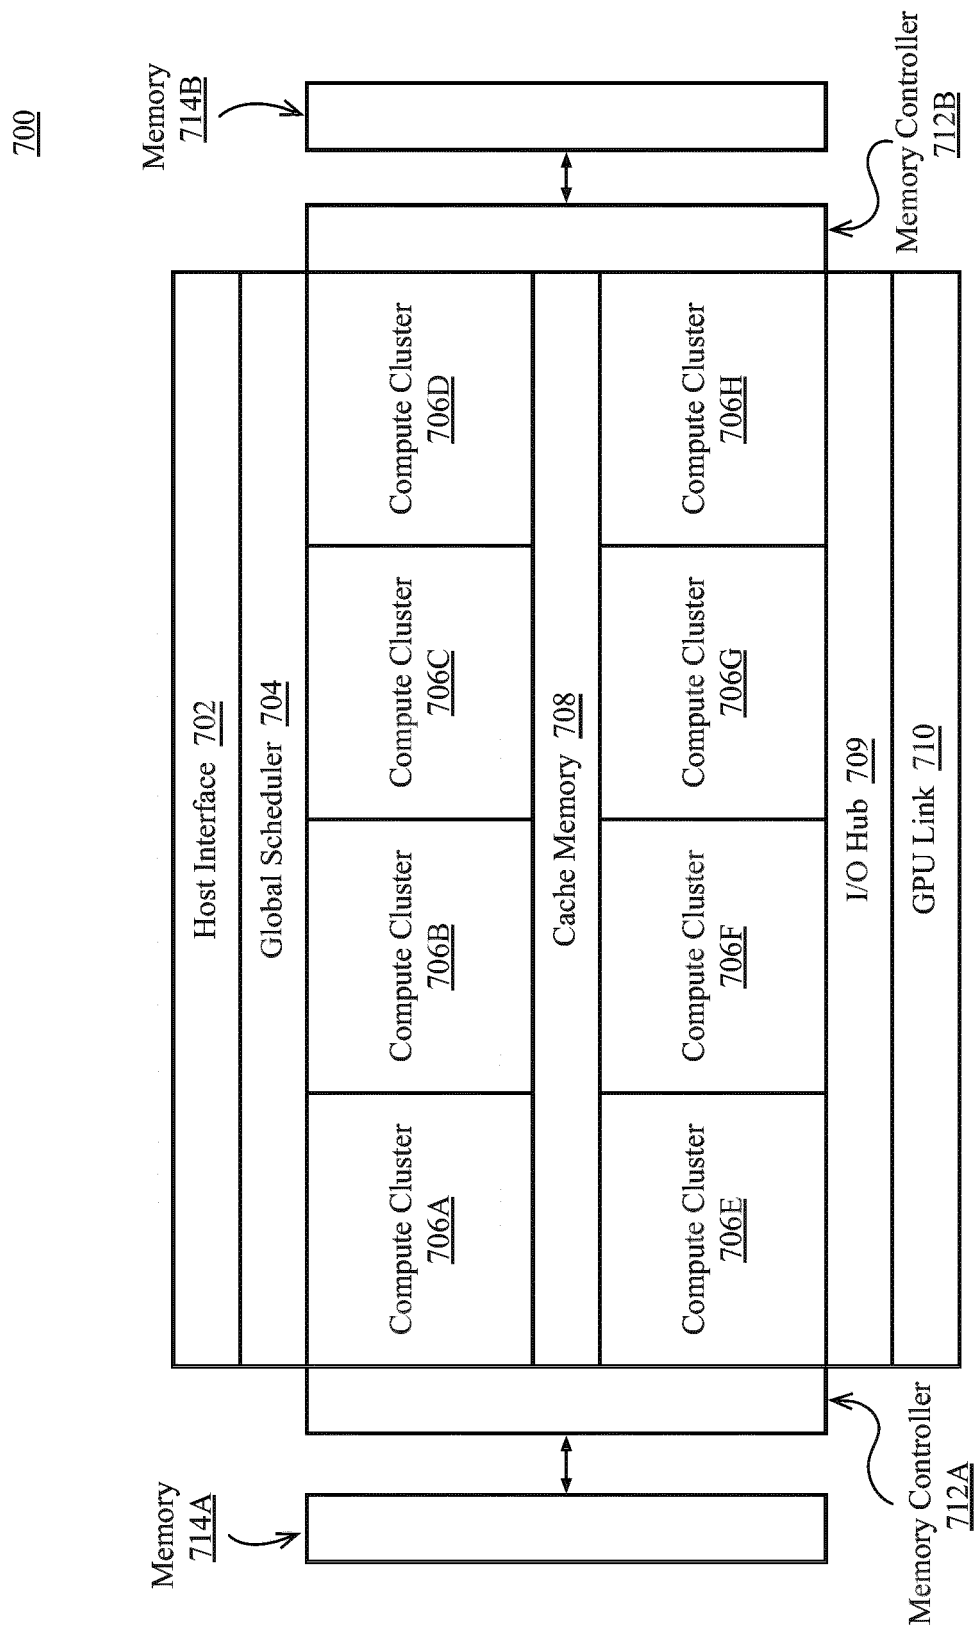 700
Host Interface 702
Global Scheduler 704
Memory
714A
Memory
714B
Compute Cluster
706A
Compute Cluster
706B
Compute Cluster
706C
Compute Cluster
706D
Cache Memory 708
Compute Cluster
706E
Compute Cluster
706F
Compute Cluster
706G
Compute Cluster
706H
I/O Hub 709
GPU Link 710
Memory Controller
712A
Memory Controller
712B